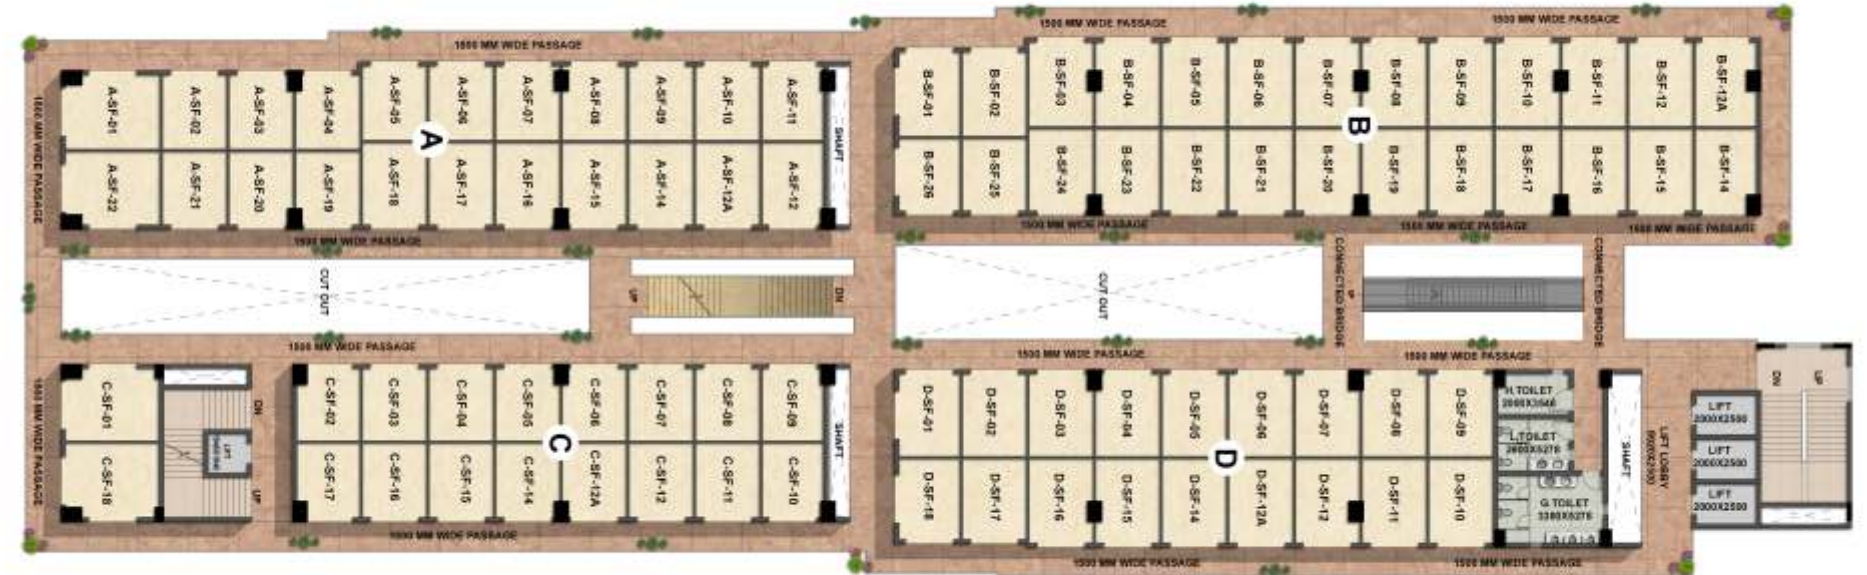 1500 MM WIDE PASSAGE
1500 MM WIDE PASSAGE
1500 MM WIDE PASSAGE
1500 MM WIDE PASSAGE
A-SF-01
A-SF-02
A-SF-03
A-SF-04
A-SF-05
A-SF-06
A-SF-07
A-SF-08
A-SF-09
A-SF-10
A-SF-11
SHAFT
A
A-SF-22
A-SF-21
A-SF-20
A-SF-19
A-SF-18
A-SF-17
A-SF-16
A-SF-15
A-SF-14
A-SF-12A
A-SF-12
B-SF-01
B-SF-02
B-SF-03
B-SF-04
B-SF-05
B-SF-06
B-SF-07
B-SF-08
B-SF-09
B-SF-10
B-SF-11
B-SF-12
B-SF-12A
B
B-SF-26
B-SF-25
B-SF-24
B-SF-23
B-SF-22
B-SF-21
B-SF-20
B-SF-19
B-SF-18
B-SF-17
B-SF-16
B-SF-15
B-SF-14
1500 MM WIDE PASSAGE
1500 MM WIDE PASSAGE
1500 MM WIDE PASSAGE
1500 MM WIDE PASSAGE
CUT OUT
UP
DN
CUT OUT
CONNECTED BRIDGE
CONNECTED BRIDGE
1500 MM WIDE PASSAGE
1500 MM WIDE PASSAGE
1500 MM WIDE PASSAGE
1500 MM WIDE PASSAGE
C-SF-01
DN
C-SF-02
C-SF-03
C-SF-04
C-SF-05
C-SF-06
C-SF-07
C-SF-08
C-SF-09
SHAFT
C
C-SF-18
LIFT
UP
C-SF-17
C-SF-16
C-SF-15
C-SF-14
C-SF-12A
C-SF-12
C-SF-11
C-SF-10
D-SF-01
D-SF-02
D-SF-03
D-SF-04
D-SF-05
D-SF-06
D-SF-07
D-SF-08
D-SF-09
D
D-SF-18
D-SF-17
D-SF-16
D-SF-15
D-SF-14
D-SF-12A
D-SF-12
D-SF-11
D-SF-10
H.TOILET
L.TOILET
G.TOILET
SHAFT
LIFT LOBBY
DN
UP
LIFT
2000X2500
LIFT
2000X2500
LIFT
2000X2500
1500 MM WIDE PASSAGE
1500 MM WIDE PASSAGE
1500 MM WIDE PASSAGE